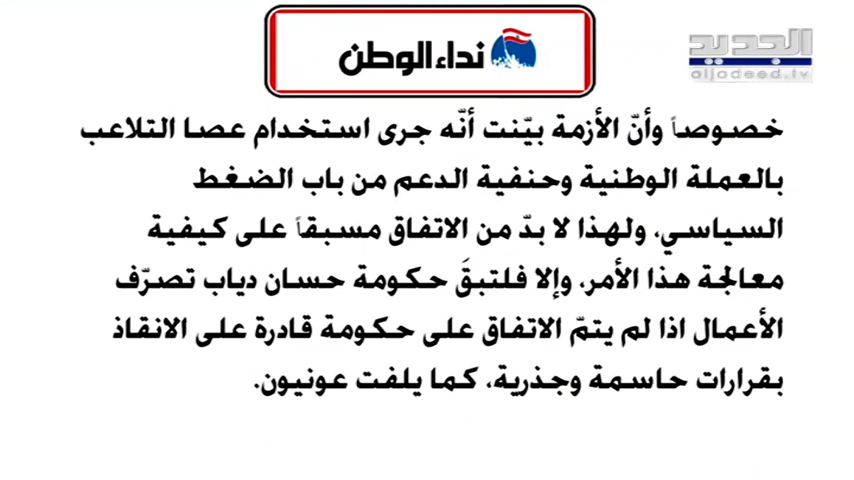 نداء الوطن
الجديد
aljadeed.tv
خصوصاً وأنّ الأزمة بيّنت أنّه جرى استخدام عصا التلاعب
بالعملة الوطنية وحنفية الدعم من باب الضغط
السياسي، ولهذا لا بدّ من الاتفاق مسبقاً على كيفية
معالجة هذا الأمر، وإلا فلتبقَ حكومة حسان دياب تصرّف
الأعمال اذا لم يتمّ الاتفاق على حكومة قادرة على الانقاذ
بقرارات حاسمة وجذرية، كما يلفت عونيون.